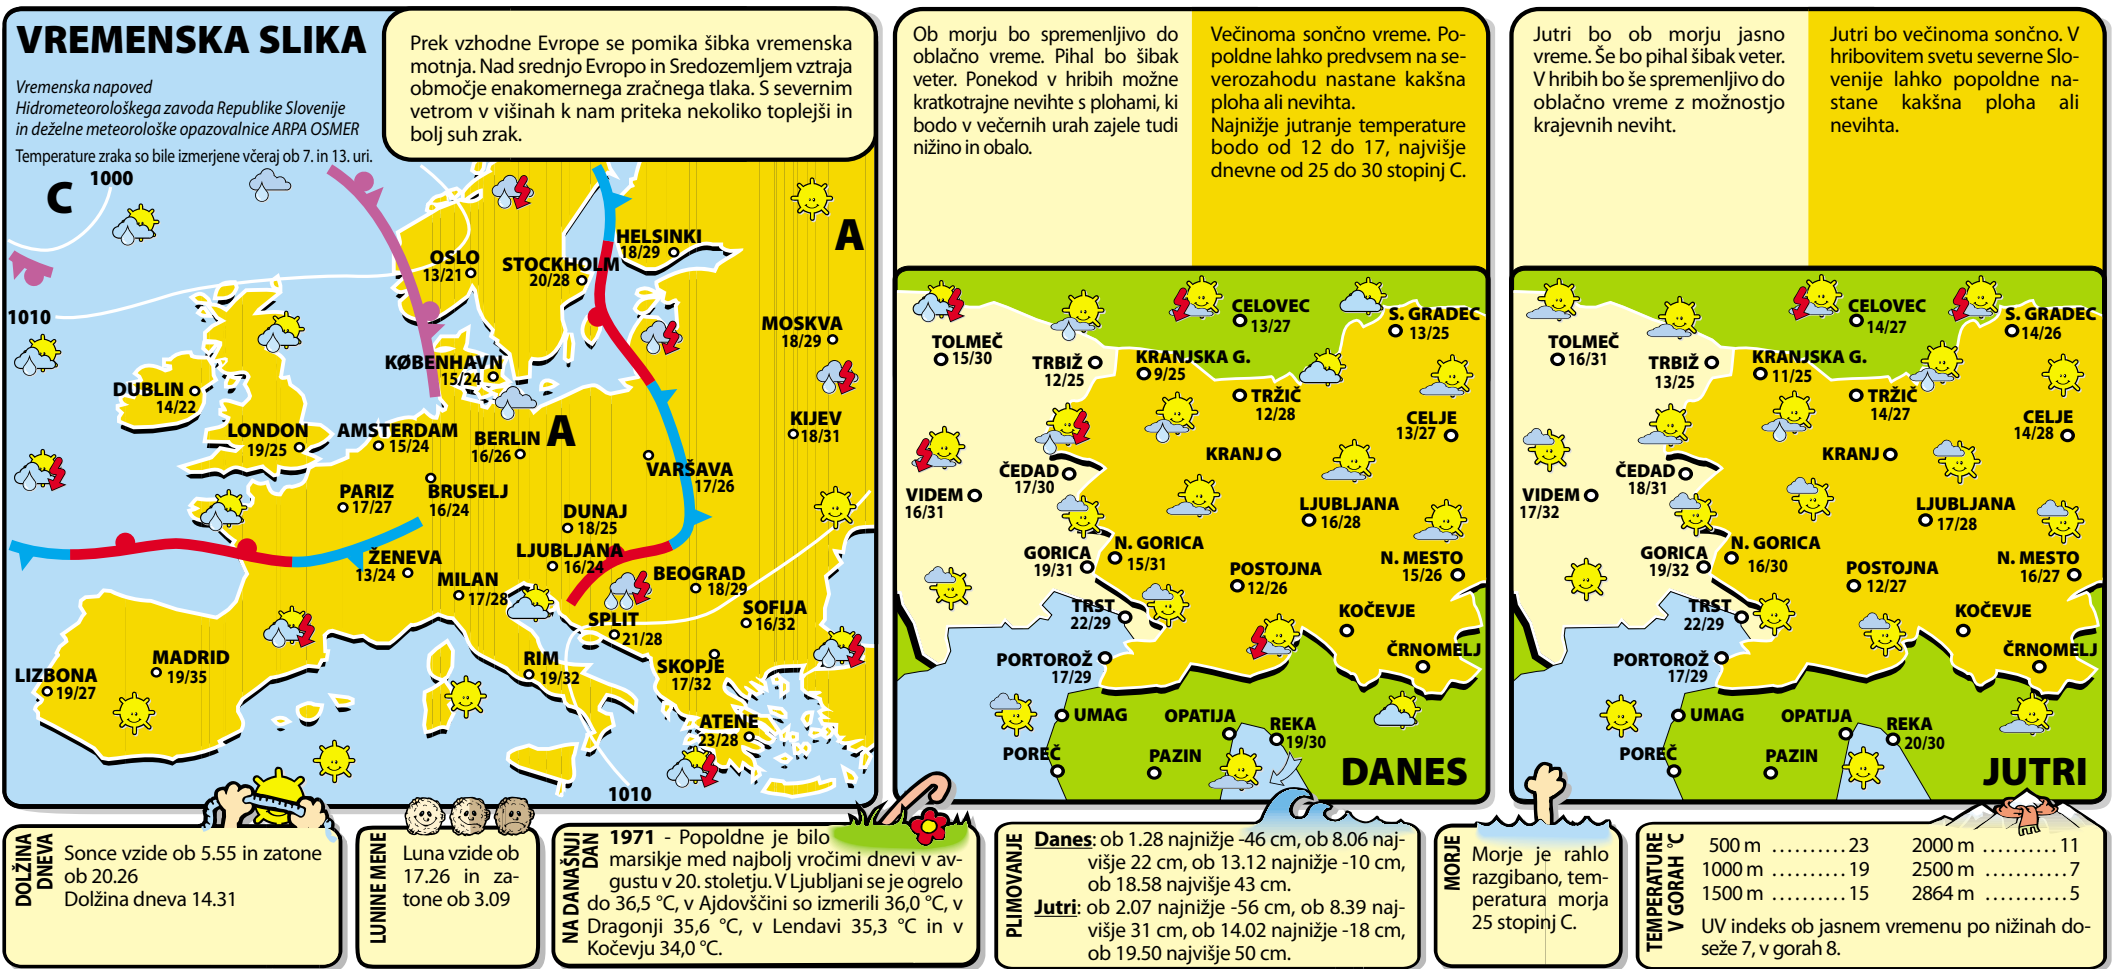 VREMENSKA SLIKA
Vremenska napoved
Hidrometeorološkega zavoda Republike Slovenije
in deželne meteorološke opazovalnice ARPA OSMER
Temperature zraka so bile izmerjene včeraj ob 7. in 13. uri.
Prek vzhodne Evrope se pomika šibka vremenska
motnja. Nad srednjo Evropo in Sredozemljem vztraja
območje enakomernega zračnega tlaka. S severnim
vetrom v višinah k nam priteka nekoliko toplejši in
bolj suh zrak.
C
1000
1010
A
HELSINKI
18/29
OSLO
13/21
STOCKHOLM
20/28
MOSKVA
18/29
KØBENHAVN
15/24
DUBLIN
14/22
LONDON
19/25
AMSTERDAM
15/24
BERLIN
16/26
A
KIJEV
18/31
VARŠAVA
17/26
PARIZ
17/27
BRUSELJ
16/24
DUNAJ
18/25
LJUBLJANA
16/24
ŽENEVA
13/24
MILAN
17/28
BEOGRAD
18/29
SOFIJA
16/32
SPLIT
21/28
SKOPJE
17/32
RIM
19/32
MADRID
19/35
LIZBONA
19/27
ATENE
23/28
1010
Ob morju bo spremenljivo do
oblačno vreme. Pihal bo šibak
veter. Ponekod v hribih možne
kratkotrajne nevihte s plohami, ki
bodo v večernih urah zajele tudi
nižino in obalo.
Večinoma sončno vreme. Po-
poldne lahko predvsem na se-
verozahodu nastane kakšna
ploha ali nevihta.
Najnižje jutranje temperature
bodo od 12 do 17, najvišje
dnevne od 25 do 30 stopinj C.
CELOVEC
13/27
S. GRADEC
13/25
TOLMEČ
15/30
TRBIŽ
12/25
KRANJSKA G.
9/25
TRŽIČ
12/28
CELJE
13/27
KRANJ
ČEDAD
17/30
VIDEM
16/31
LJUBLJANA
16/28
GORICA
19/31
N. GORICA
15/31
N. MESTO
15/26
POSTOJNA
12/26
TRST
22/29
KOČEVJE
ČRNOMELJ
PORTOROŽ
17/29
UMAG
OPATIJA
REKA
19/30
POREČ
PAZIN
DANES
Jutri bo ob morju jasno
vreme. Še bo pihal šibak veter.
V hribih bo še spremenljivo do
oblačno vreme z možnostjo
krajevnih neviht.
Jutri bo večinoma sončno. V
hribovitem svetu severne Slo-
venije lahko popoldne na-
stane kakšna ploha ali
nevihta.
CELOVEC
14/27
S. GRADEC
14/26
TOLMEČ
16/31
TRBIŽ
13/25
KRANJSKA G.
11/25
TRŽIČ
14/27
CELJE
14/28
KRANJ
ČEDAD
18/31
VIDEM
17/32
LJUBLJANA
17/28
GORICA
19/32
N. GORICA
16/30
N. MESTO
16/27
POSTOJNA
12/27
TRST
22/29
KOČEVJE
ČRNOMELJ
PORTOROŽ
17/29
UMAG
OPATIJA
REKA
20/30
POREČ
PAZIN
JUTRI
DOLŽINA
DNEVA
Sonce vzide ob 5.55 in zatone
ob 20.26
Dolžina dneva 14.31
LUNINE MENE
Luna vzide ob
17.26 in za-
tone ob 3.09
NA DANAŠNJI
DAN
1971 - Popoldne je bilo
marsikje med najbolj vročimi dnevi v av-
gustu v 20. stoletju. V Ljubljani se je ogrelo
do 36,5 °C, v Ajdovščini so izmerili 36,0 °C, v
Dragonji 35,6 °C, v Lendavi 35,3 °C in v
Kočevju 34,0 °C.
PLIMOVANJE
Danes: ob 1.28 najnižje -46 cm, ob 8.06 naj-
višje 22 cm, ob 13.12 najnižje -10 cm,
ob 18.58 najvišje 43 cm.
Jutri: ob 2.07 najnižje -56 cm, ob 8.39 naj-
višje 31 cm, ob 14.02 najnižje -18 cm,
ob 19.50 najvišje 50 cm.
MORJE
Morje je rahlo
razgibano, tem-
peratura morja
25 stopinj C.
TEMPERATURE
V GORAH °C
500 m ..........23
1000 m ..........19
1500 m ..........15
2000 m ..........11
2500 m ...........7
2864 m ...........5
UV indeks ob jasnem vremenu po nižinah do-
seže 7, v gorah 8.